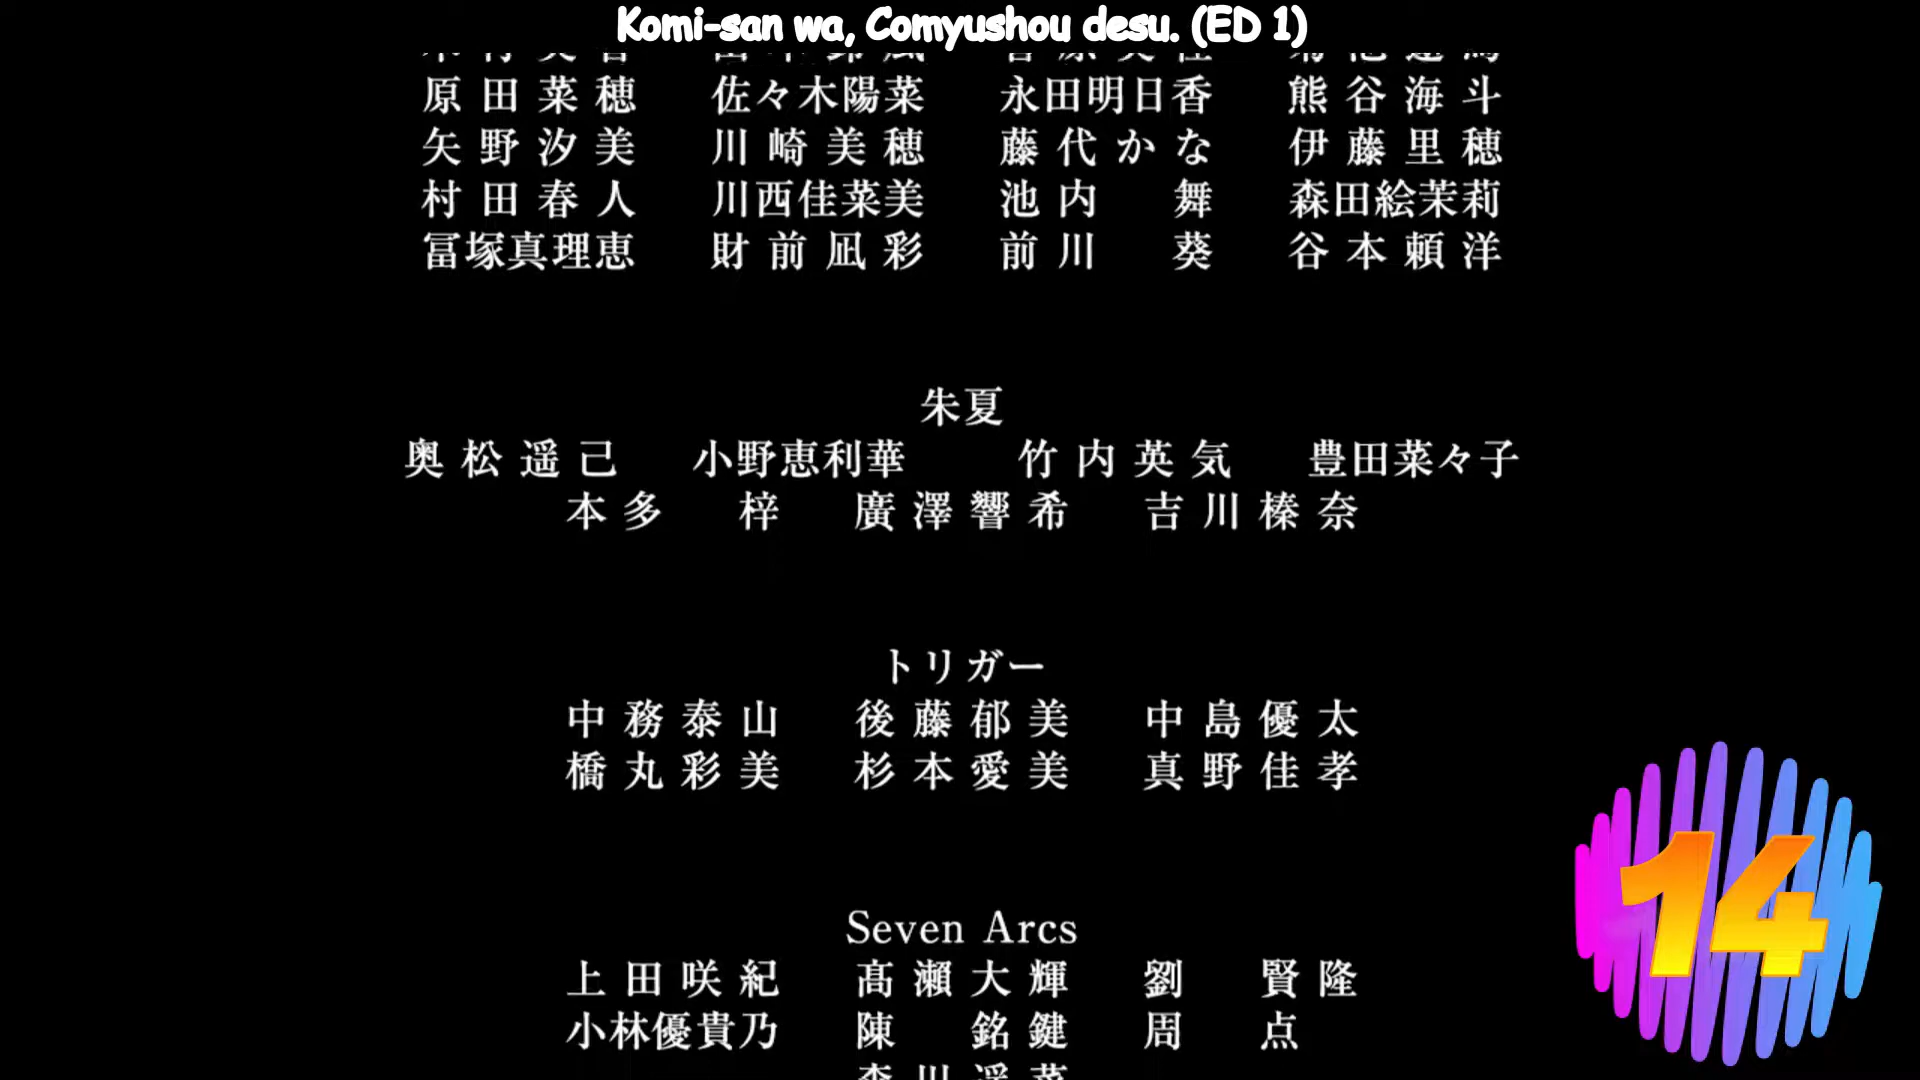 Komi-san wa, Comyushou desu. (ED 1)
原田菜穂 佐々木陽菜 永田明日香 熊谷海斗
矢野汐美 川崎美穂 藤代かな 伊藤里穂
村田春人 川西佳菜美 池内 舞 森田絵茉莉
冨塚真理恵 財前凪彩 前川 葵 谷本頼洋
朱夏
奥松遥己 小野恵利華 竹内英気 豊田菜々子
本多 梓 廣澤響希 吉川榛奈
トリガー
中務泰山 後藤郁美 中島優太
橋丸彩美 杉本愛美 真野佳孝
Seven Arcs
上田咲紀 髙瀬大輝 劉 賢隆
小林優貴乃 陳 銘鍵 周 点
14